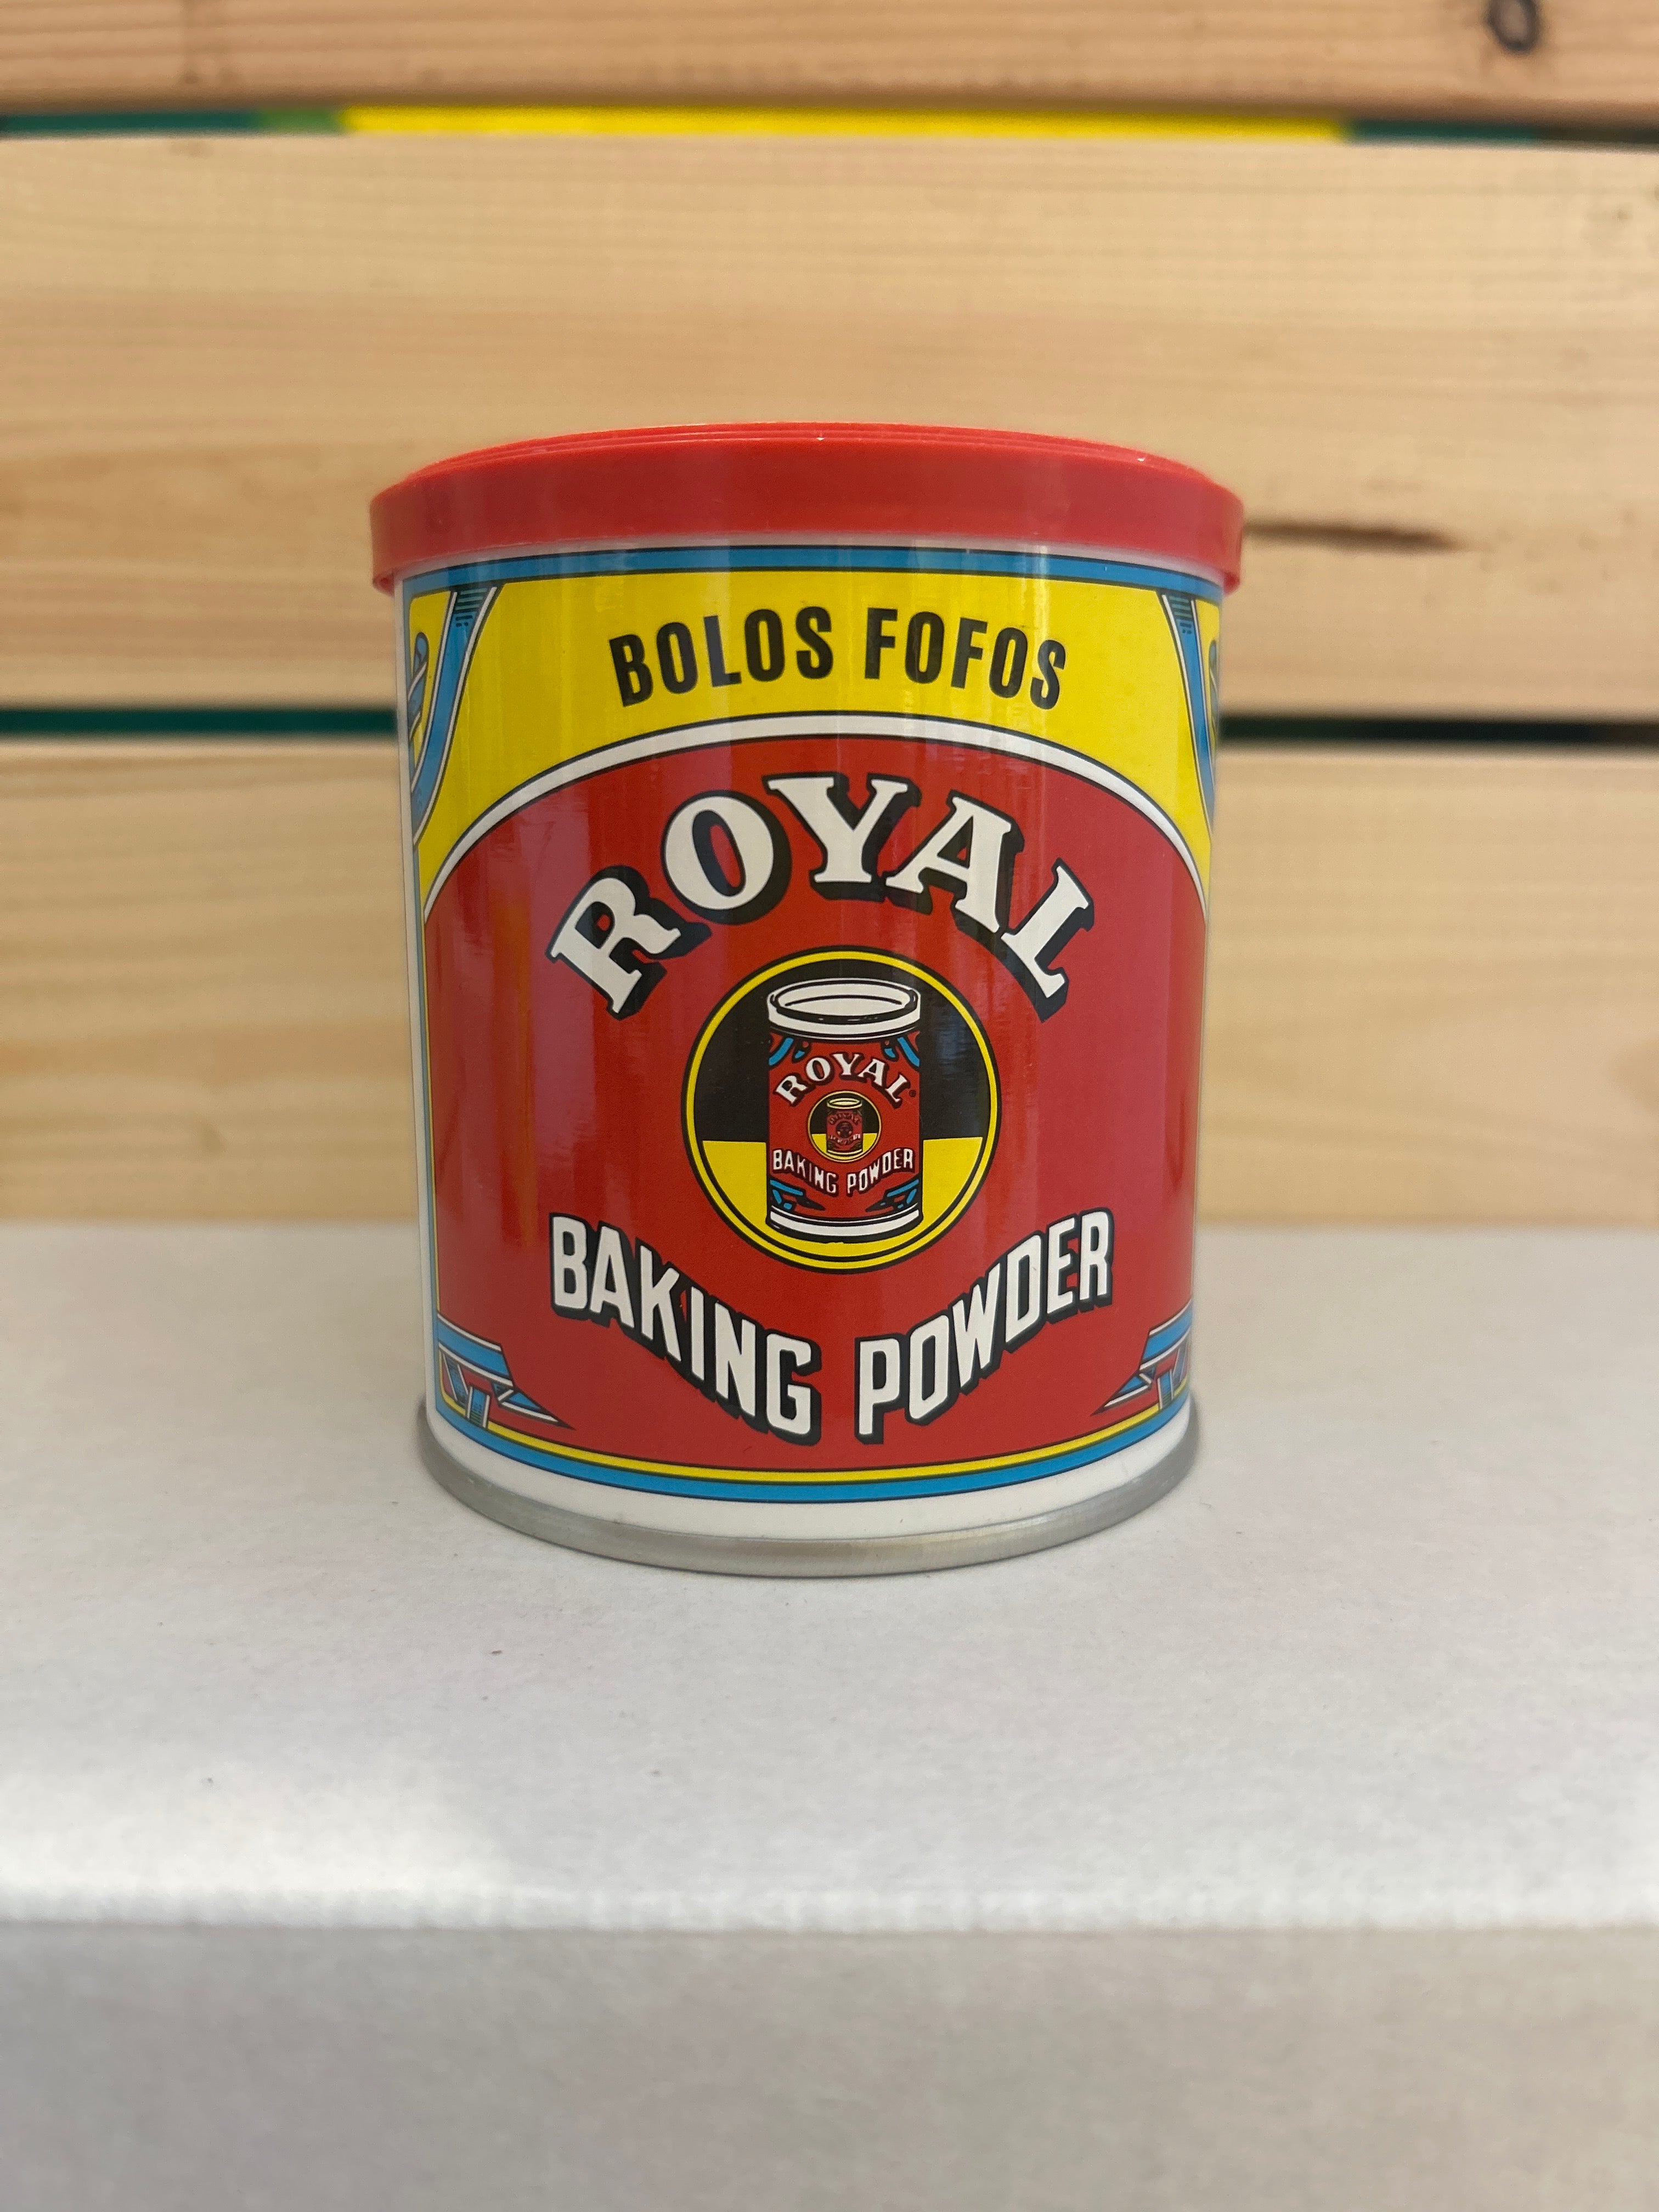 BOLOS FOFOS
ROYAL
ROYAL
BAKING POWDER
BAKING POWDER